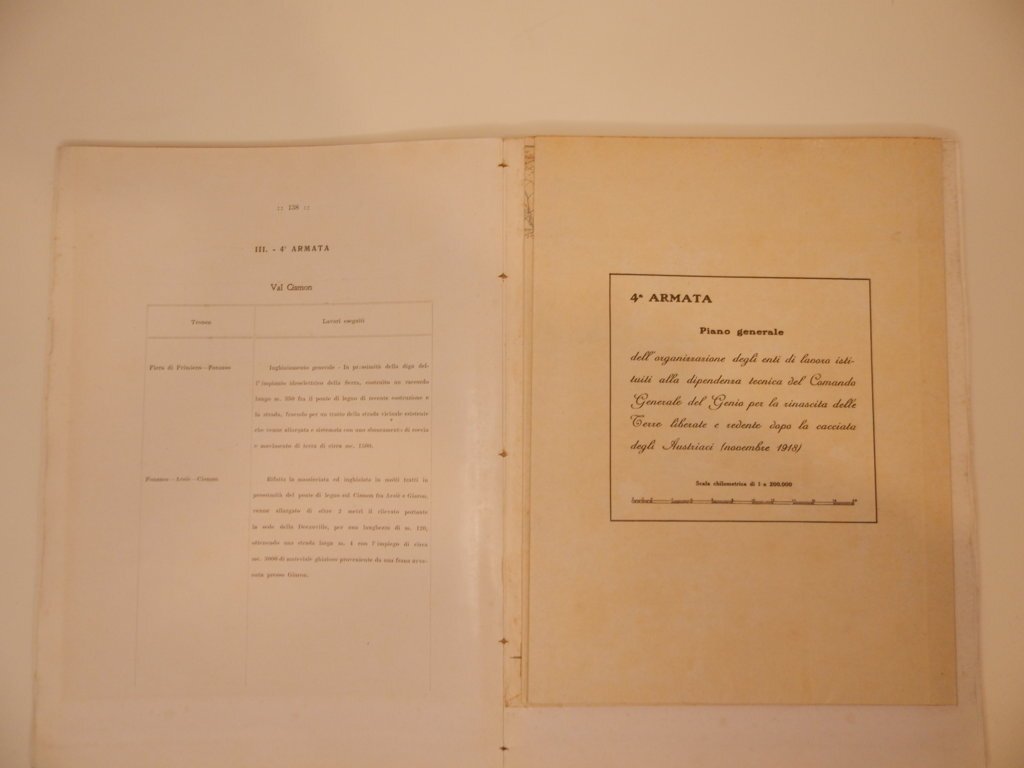 :: 138 ::
III. - 4ª ARMATA
Val Cismon
Tronco
Lavori eseguiti
Fiera di Primiero - Fonzaso
Inghiaiamento generale - In prossimità della diga del-
l'impianto idroelettrico della Serra, costruito un raccordo
lungo m. 350 fra il ponte di legno di recente costruzione e
la strada, facendo per un tratto della strada vicinale esistente
che venne allargata e sistemata con uno sbancamento di roccia
e movimento di terra di circa mc. 1500.
Fonzaso - Arsiè - Cismon
Rifatta la massicciata ed inghiaiata in molti tratti in
prossimità del ponte di legno sul Cismon fra Arsiè e Giaron,
venne allargato di oltre 2 metri il rilevato portante
la sede della Decauville, per una lunghezza di m. 120,
ottenendo una strada larga m. 4 con l'impiego di circa
mc. 3000 di materiale ghiaioso proveniente da una frana avve-
nuta presso Giaron.
4ª ARMATA
Piano generale
dell'organizzazione degli enti di lavoro isti-
tuiti alla dipendenza tecnica del Comando
Generale del Genio per la rinascita delle
Terre liberate e redente dopo la cacciata
degli Austriaci (novembre 1918)
Scala chilometrica di 1 a 200.000